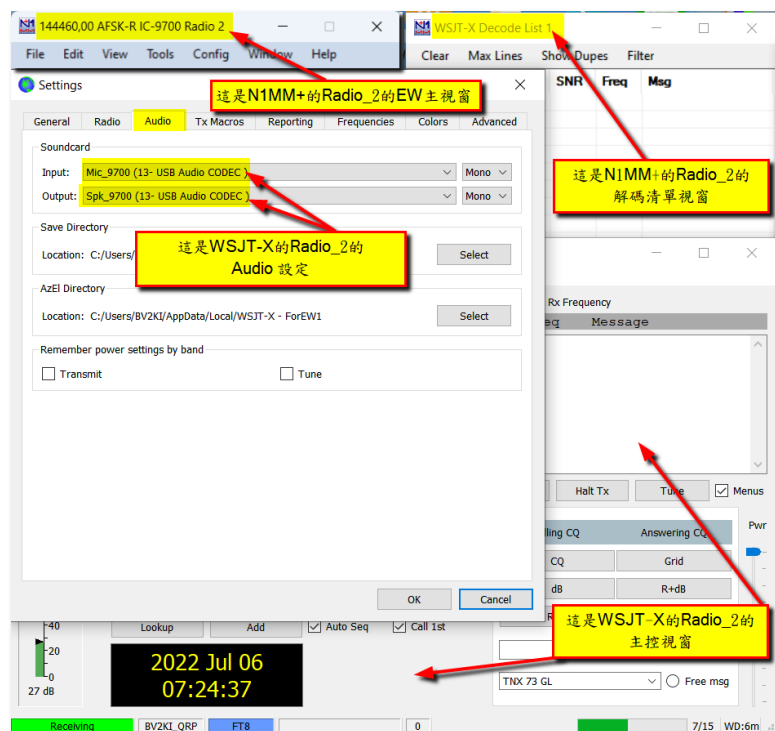 144460,00 AFSK-R IC-9700 Radio 2
File Edit View Tools Config Window Help
WSJT-X Decode List 1
Clear Max Lines Show Dupes Filter
SNR Freq Msg
Settings
這是N1MM+的Radio_2的EW主視窗
General Radio Audio Tx Macros Reporting Frequencies Colors Advanced
Soundcard
Input: Mic_9700 (13- USB Audio CODEC ) Mono
Output: Spk_9700 (13- USB Audio CODEC ) Mono
這是N1MM+的Radio_2的
解碼清單視窗
Save Directory
Location: C:/Users/ Select
這是WSJT-X的Radio_2的
Audio 設定
AzEl Directory
Location: C:/Users/BV2KI/AppData/Local/WSJT-X - ForEW1 Select
Remember power settings by band
Transmit Tune
OK Cancel
Rx Frequency
eq Message
Halt Tx Tune Menus
lling CQ Answering CQ Pwr
CQ Grid
dB R+dB
這是WSJT-X的Radio_2的
主控視窗
-40 Lookup Add Auto Seq Call 1st
-20
-0
27 dB
2022 Jul 06
07:24:37
TNX 73 GL Free msg
Receiving BV2KI_QRP FT8 0 7/15 WD:6m